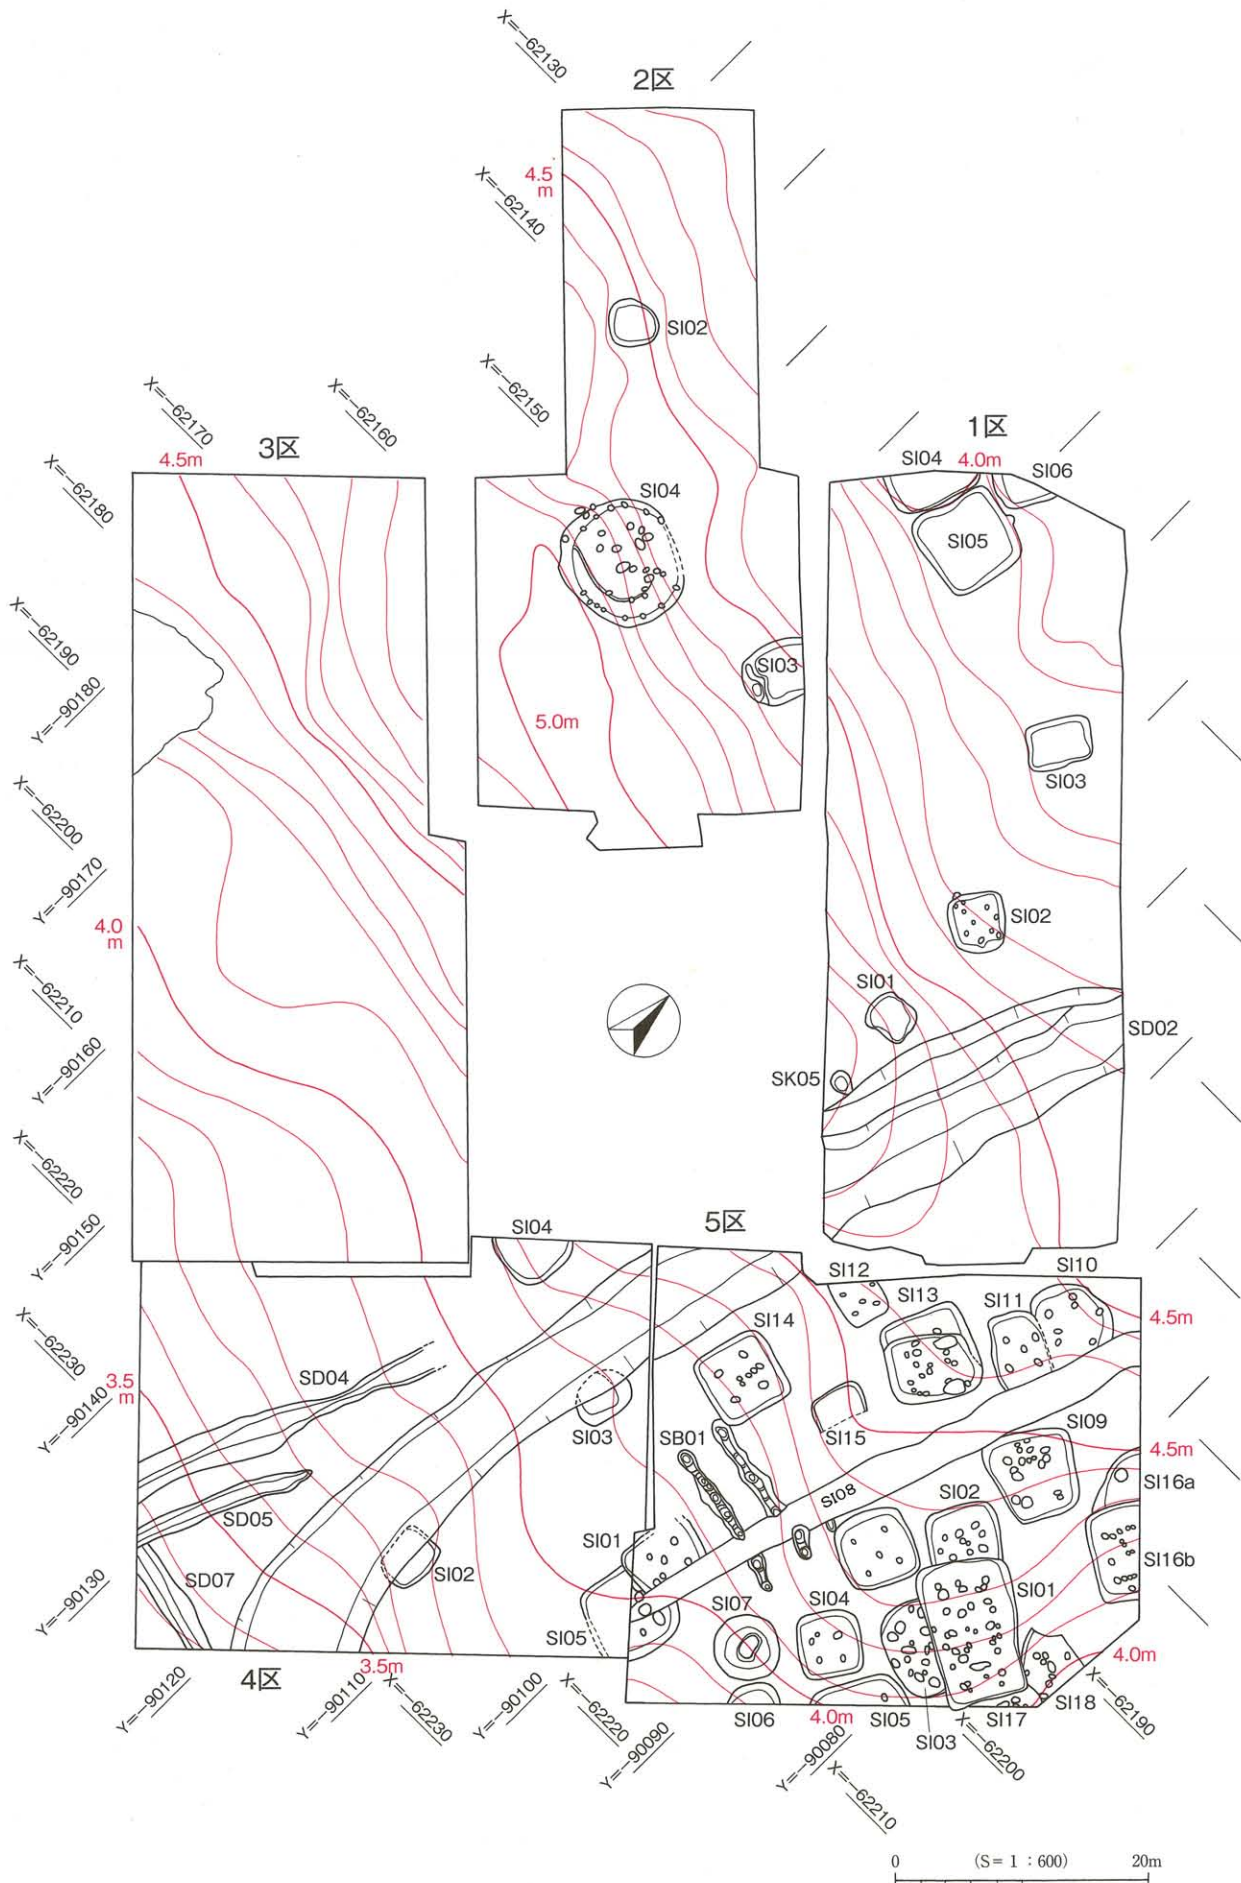 X=-62130
2区
4.5
m
X=-62140
SI02
X=-62150
X=-62170
X=-62160
3区
4.5m
1区
SI04
4.0m
SI06
X=-62180
SI04
SI05
X=-62190
Y=-90180
SI03
5.0m
SI03
X=-62200
Y=-90170
4.0
m
SI02
X=-62210
SI01
Y=-90160
SD02
SK05
X=-62220
Y=-90150
SI04
5区
SI12
SI13
SI11
SI10
4.5m
SI14
X=-62230
3.5
m
SD04
Y=-90140
SI03
SB01
SI15
SI09
4.5m
SI16a
SI08
SI02
SD05
SI01
SI16b
SD07
SI02
SI01
Y=-90130
SI07
SI04
SI05
4.0m
4区
3.5m
Y=-90120
Y=-90110
X=-62230
Y=-90100
X=-62220
Y=-90090
SI06
4.0m
SI05
SI03
SI17
SI18
X=-62190
Y=-90080
X=-62200
X=-62210
0 (S= 1 : 600) 20m